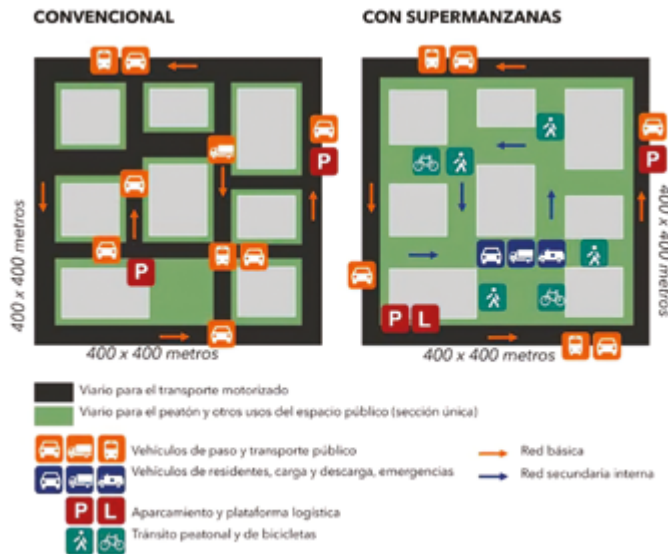 CONVENCIONAL
CON SUPERMANZANAS
P
P
400 x 400 metros
P
400 x 400 metros
P
P L
400 x 400 metros
400 x 400 metros
Viario para el transporte motorizado
Viario para el peatón y otros usos del espacio público (sección única)
Vehículos de paso y transporte público
Red básica
Vehículos de residentes, carga y descarga, emergencias
Red secundaria interna
P L
Aparcamiento y plataforma logística
Tránsito peatonal y de bicicletas